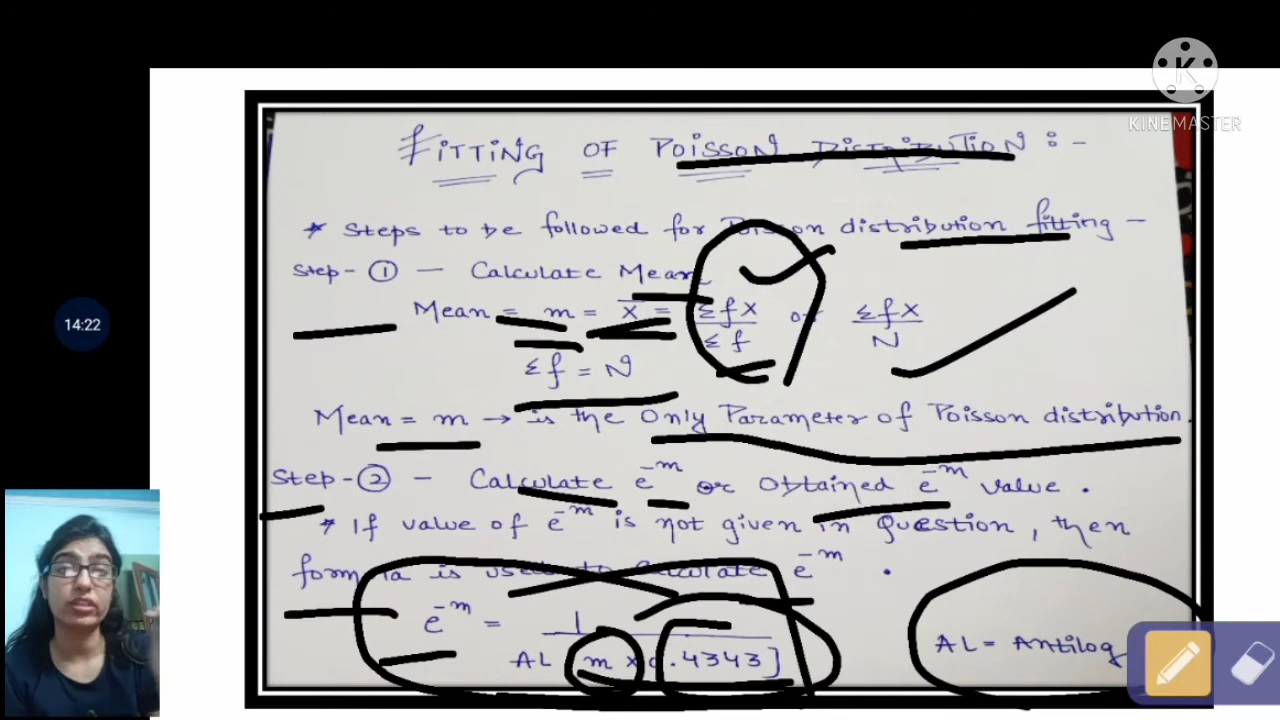 KINEMASTER
FITTING OF POISSON DISTRIBUTION :-
* Steps to be followed for Poisson distribution fitting -
Step-① - Calculate Mean
Mean = m = x̄ = Σfx/Σf or Σfx/N
Σf = N
Mean = m → is the Only Parameter of Poisson distribution.
Step-② - Calculate e⁻ᵐ or Obtained e⁻ᵐ value.
* If value of e⁻ᵐ is not given in question, then
formula is used to Calculate e⁻ᵐ.
e⁻ᵐ = 1/AL [m × 0.4343]
AL = Antilog
14:22